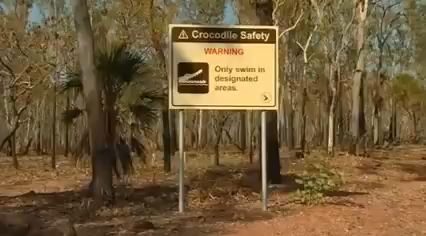 Crocodile Safety
WARNING
Only swim in
designated
areas.